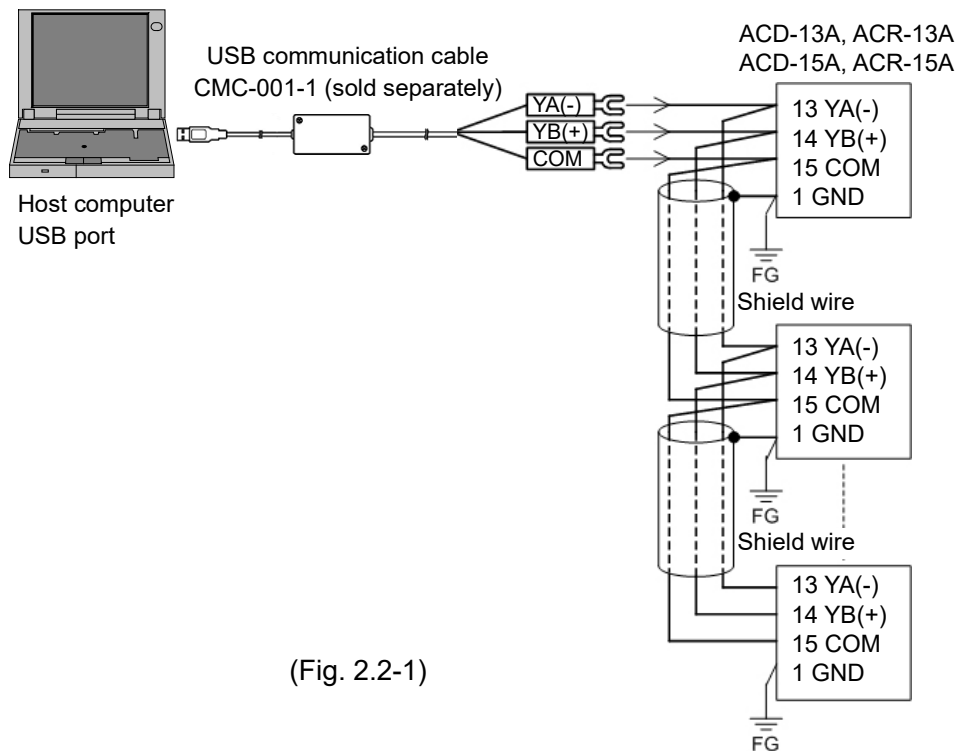 ACD-13A, ACR-13A
ACD-15A, ACR-15A
USB communication cable
CMC-001-1 (sold separately)
YA(-)
YB(+)
COM
13 YA(-)
14 YB(+)
15 COM
1 GND
Host computer
USB port
FG
Shield wire
13 YA(-)
14 YB(+)
15 COM
1 GND
FG
Shield wire
13 YA(-)
14 YB(+)
15 COM
1 GND
(Fig. 2.2-1)
FG